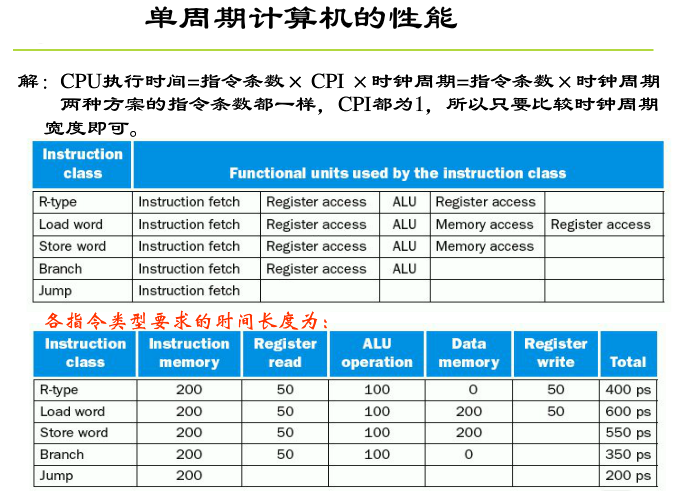 单周期计算机的性能
解：CPU执行时间=指令条数× CPI ×时钟周期=指令条数×时钟周期
两种方案的指令条数都一样，CPI都为1，所以只要比较时钟周期
宽度即可。
Instruction class Functional units used by the instruction class
R-type Instruction fetch Register access ALU Register access
Load word Instruction fetch Register access ALU Memory access Register access
Store word Instruction fetch Register access ALU Memory access
Branch Instruction fetch Register access ALU
Jump Instruction fetch
各指令类型要求的时间长度为：
Instruction class Instruction memory Register read ALU operation Data memory Register write Total
R-type 200 50 100 0 50 400 ps
Load word 200 50 100 200 50 600 ps
Store word 200 50 100 200 550 ps
Branch 200 50 100 0 350 ps
Jump 200 200 ps